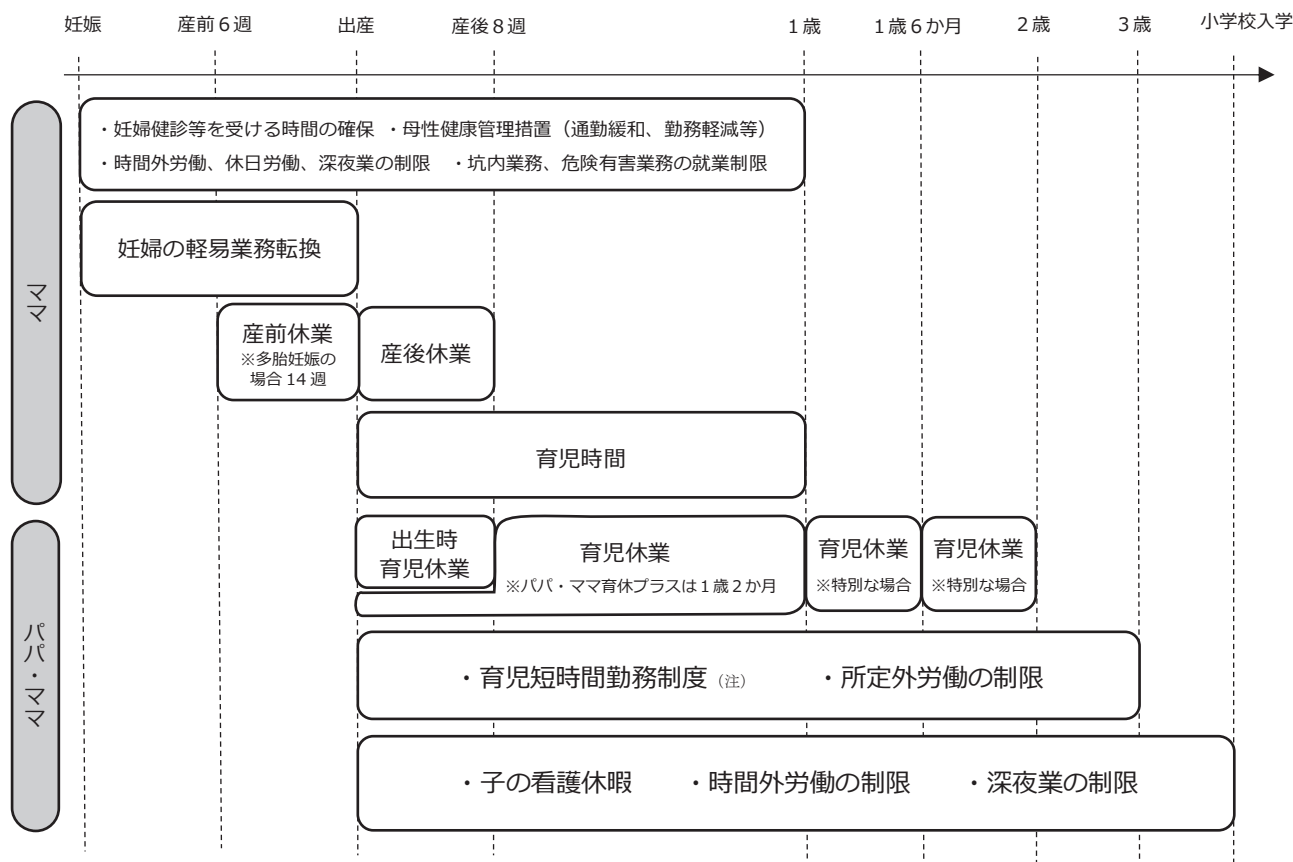 妊娠 産前６週 出産 産後８週 １歳 １歳６か月 ２歳 ３歳 小学校入学
ママ
・妊婦健診等を受ける時間の確保 ・母性健康管理措置（通勤緩和、勤務軽減等）
・時間外労働、休日労働、深夜業の制限 ・坑内業務、危険有害業務の就業制限
妊婦の軽易業務転換
産前休業
※多胎妊娠の
場合 14 週
産後休業
育児時間
パパ・ママ
出生時
育児休業
育児休業
※パパ・ママ育休プラスは１歳２か月
育児休業
※特別な場合
育児休業
※特別な場合
・育児短時間勤務制度（注） ・所定外労働の制限
・子の看護休暇 ・時間外労働の制限 ・深夜業の制限